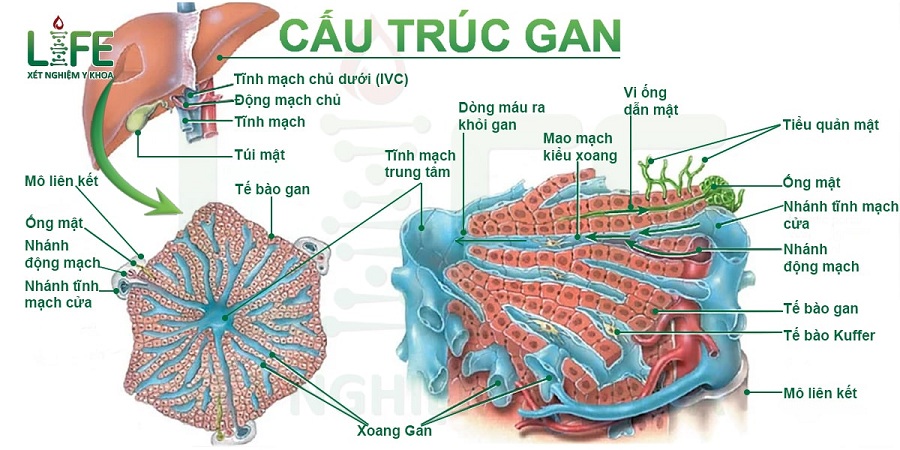 LIFE
XÉT NGHIỆM Y KHOA
CẤU TRÚC GAN
Tĩnh mạch chủ dưới (IVC)
Động mạch chủ
Tĩnh mạch
Túi mật
Mô liên kết
Ống mật
Nhánh
động mạch
Nhánh tĩnh
mạch cửa
Tế bào gan
Tĩnh mạch
trung tâm
Xoang Gan
Dòng máu ra
khỏi gan
Mao mạch
kiểu xoang
Vi ống
dẫn mật
Tiểu quản mật
Ống mật
Nhánh tĩnh mạch
cửa
Nhánh
động mạch
Tế bào gan
Tế bào Kuffer
Mô liên kết